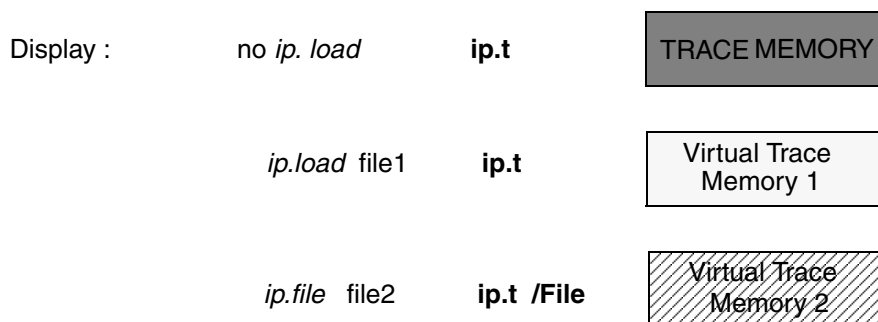 Display : no ip. load ip.t TRACE MEMORY
ip.load file1 ip.t Virtual Trace Memory 1
ip.file file2 ip.t /File Virtual Trace Memory 2